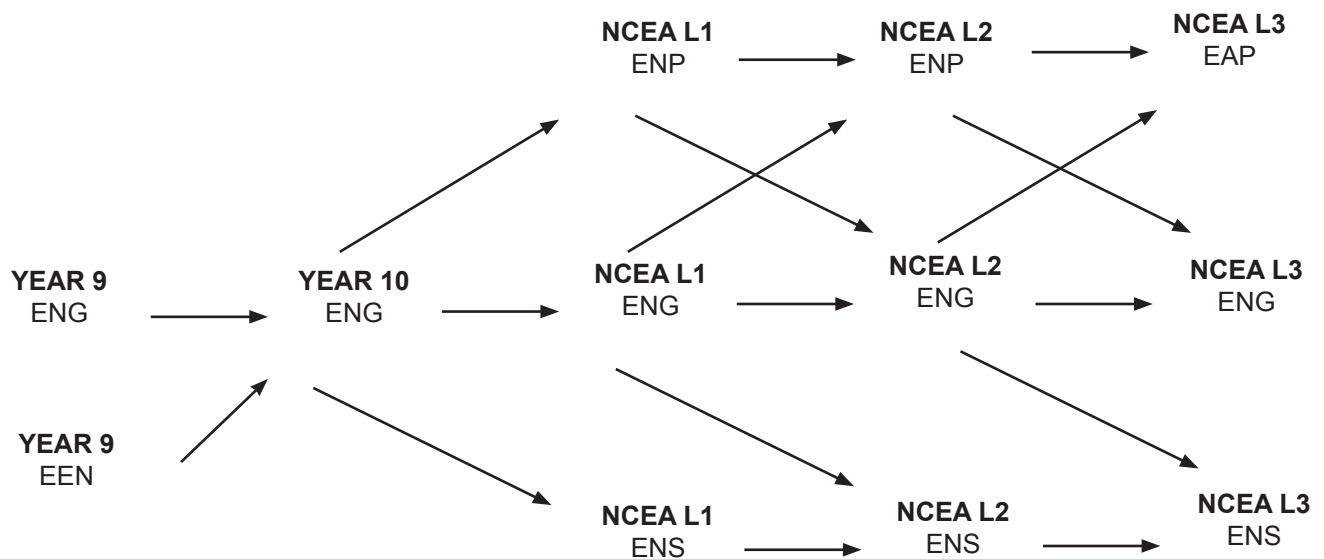 NCEA L1
ENP
NCEA L2
ENP
NCEA L3
EAP
YEAR 9
ENG
YEAR 10
ENG
NCEA L1
ENG
NCEA L2
ENG
NCEA L3
ENG
YEAR 9
EEN
NCEA L1
ENS
NCEA L2
ENS
NCEA L3
ENS